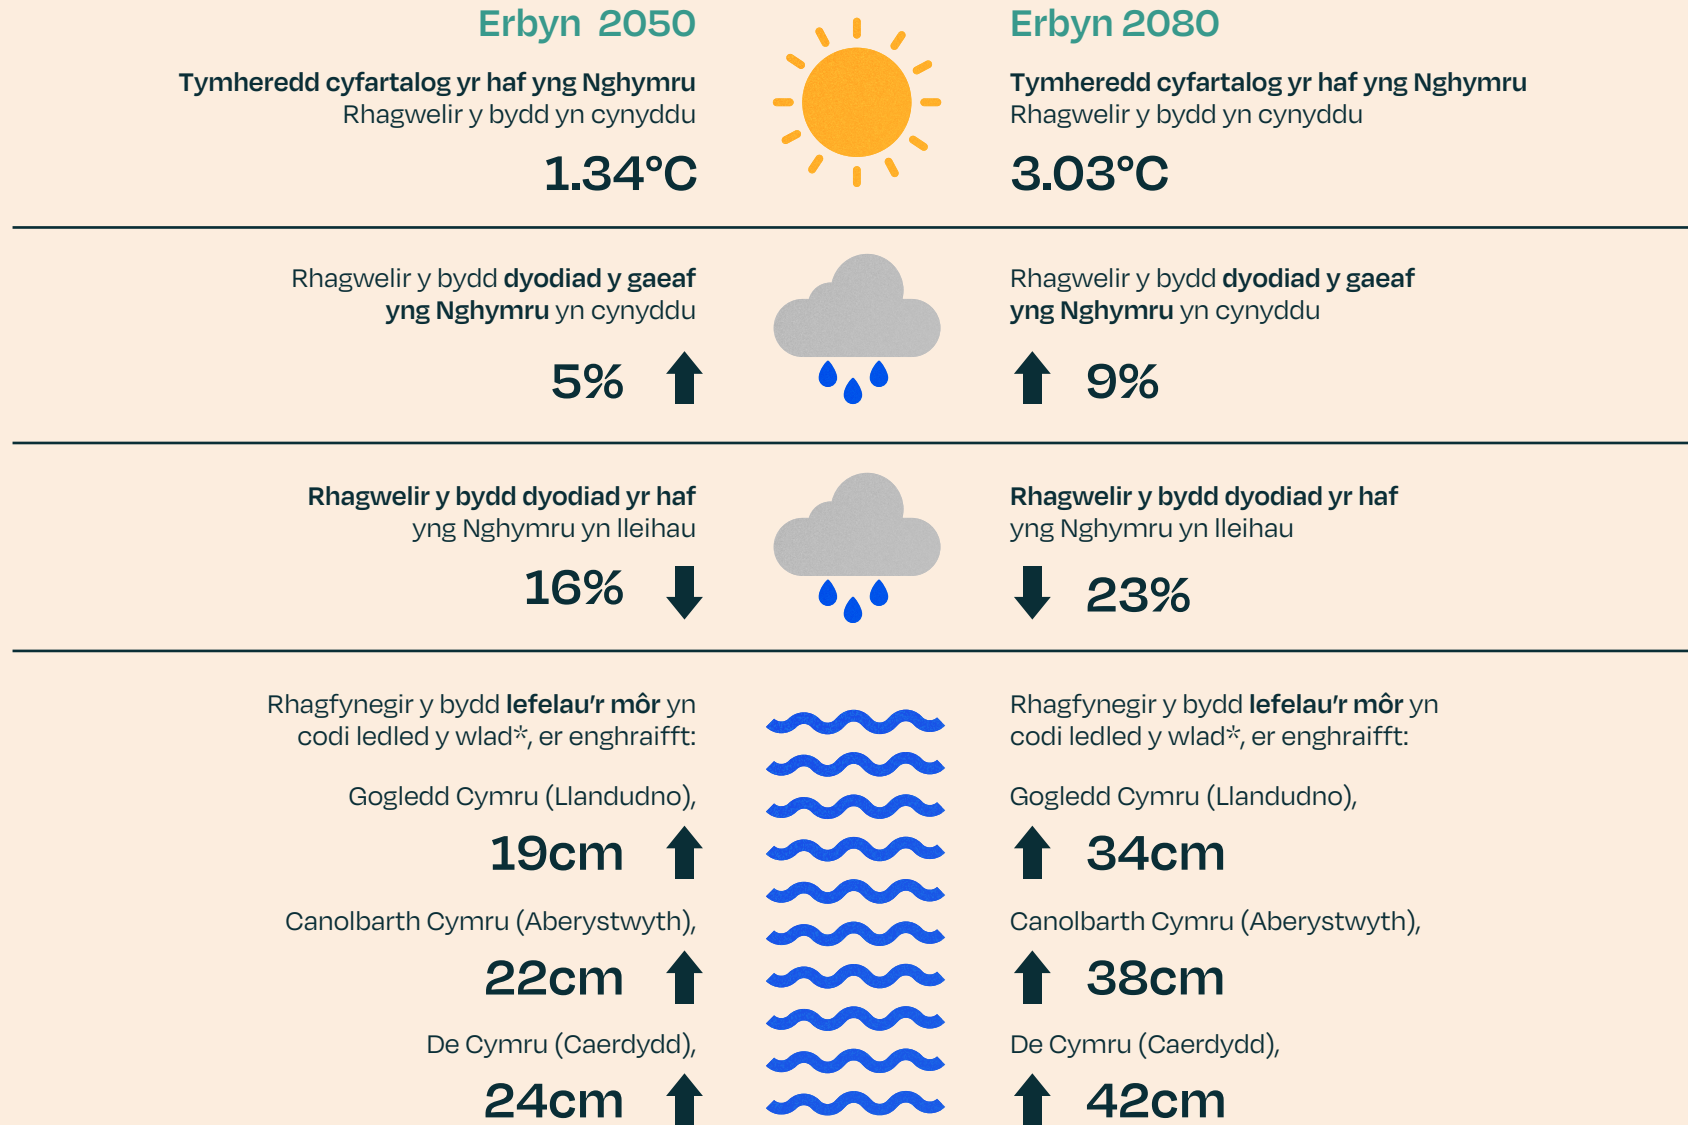 Erbyn 2050
Tymheredd cyfartalog yr haf yng Nghymru
Rhagwelir y bydd yn cynyddu
1.34°C
Erbyn 2080
Tymheredd cyfartalog yr haf yng Nghymru
Rhagwelir y bydd yn cynyddu
3.03°C
Rhagwelir y bydd dyodiad y gaeaf
yng Nghymru yn cynyddu
5%
Rhagwelir y bydd dyodiad y gaeaf
yng Nghymru yn cynyddu
9%
Rhagwelir y bydd dyodiad yr haf
yng Nghymru yn lleihau
16%
Rhagwelir y bydd dyodiad yr haf
yng Nghymru yn lleihau
23%
Rhagfynegir y bydd lefelau’r môr yn
codi ledled y wlad*, er enghraifft:
Gogledd Cymru (Llandudno),
19cm
Canolbarth Cymru (Aberystwyth),
22cm
De Cymru (Caerdydd),
24cm
Rhagfynegir y bydd lefelau’r môr yn
codi ledled y wlad*, er enghraifft:
Gogledd Cymru (Llandudno),
34cm
Canolbarth Cymru (Aberystwyth),
38cm
De Cymru (Caerdydd),
42cm